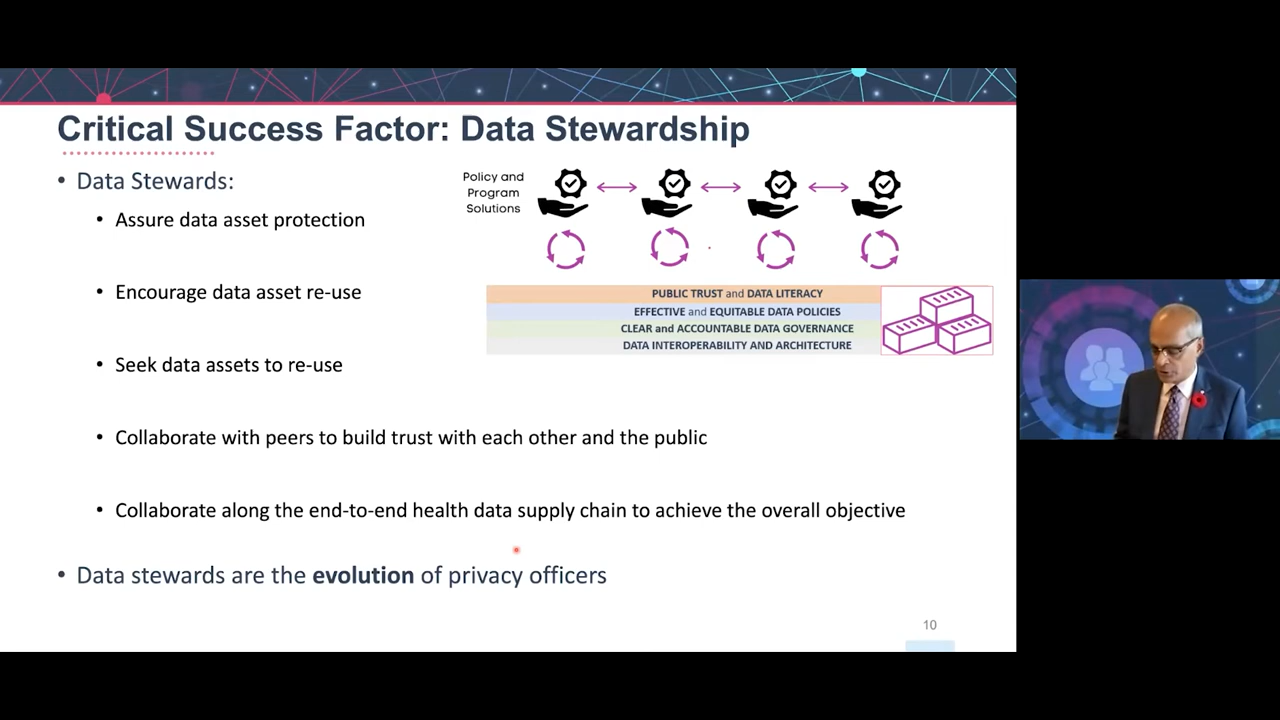 Critical Success Factor: Data Stewardship
• Data Stewards:
• Assure data asset protection
• Encourage data asset re-use
• Seek data assets to re-use
• Collaborate with peers to build trust with each other and the public
• Collaborate along the end-to-end health data supply chain to achieve the overall objective
• Data stewards are the evolution of privacy officers
Policy and
Program
Solutions
PUBLIC TRUST and DATA LITERACY
EFFECTIVE and EQUITABLE DATA POLICIES
CLEAR and ACCOUNTABLE DATA GOVERNANCE
DATA INTEROPERABILITY AND ARCHITECTURE
10